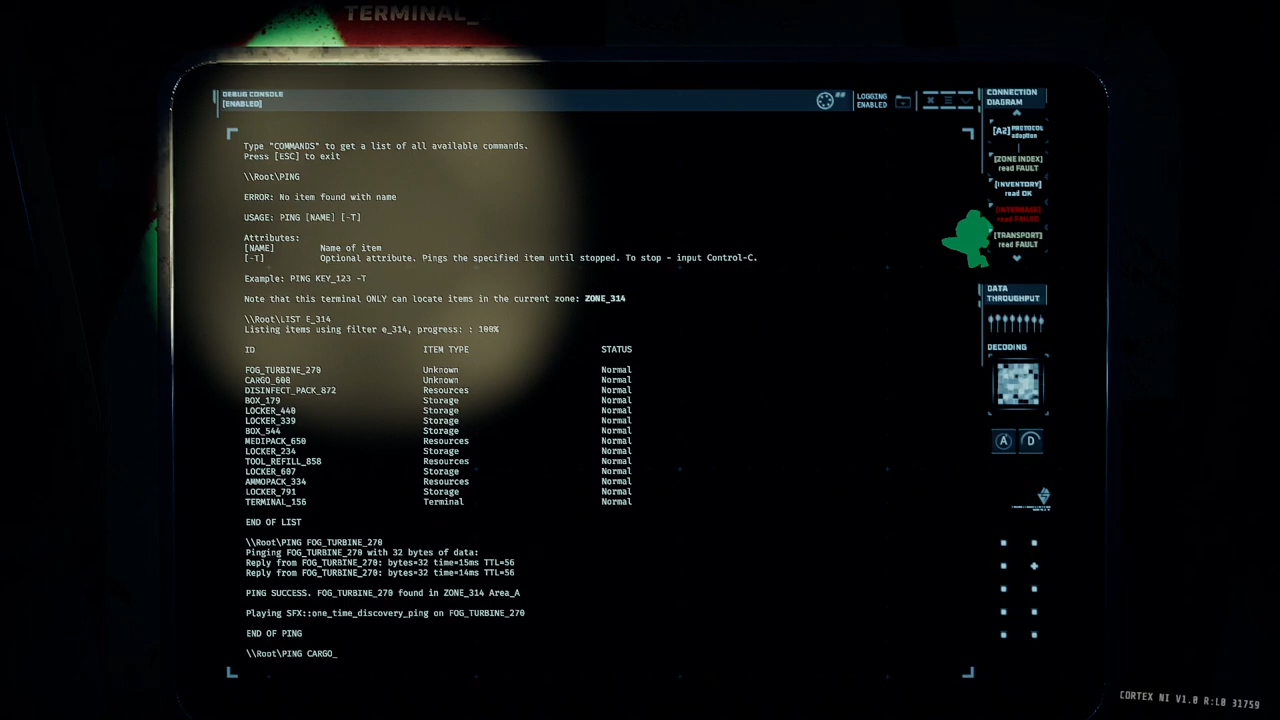 TERMINAL_
DEBUG CONSOLE
[ENABLED]
LOGGING
ENABLED
Type "COMMANDS" to get a list of all available commands.
Press [ESC] to exit
\\Root\PING
ERROR: No item found with name
USAGE: PING [NAME] [-T]
Attributes:
[NAME] Name of item
[-T] Optional attribute. Pings the specified item until stopped. To stop - input Control-C.
Example: PING KEY_123 -T
Note that this terminal ONLY can locate items in the current zone: ZONE_314
\\Root\LIST E_314
Listing items using filter e_314, progress: : 100%
ID ITEM TYPE STATUS
FOG_TURBINE_270 Unknown Normal
CARGO_608 Unknown Normal
DISINFECT_PACK_872 Resources Normal
BOX_179 Storage Normal
LOCKER_440 Storage Normal
LOCKER_339 Storage Normal
BOX_544 Storage Normal
MEDIPACK_650 Resources Normal
LOCKER_234 Storage Normal
TOOL_REFILL_858 Resources Normal
LOCKER_607 Storage Normal
AMMOPACK_334 Resources Normal
LOCKER_791 Storage Normal
TERMINAL_156 Terminal Normal
END OF LIST
\\Root\PING FOG_TURBINE_270
Pinging FOG_TURBINE_270 with 32 bytes of data:
Reply from FOG_TURBINE_270: bytes=32 time=15ms TTL=56
Reply from FOG_TURBINE_270: bytes=32 time=14ms TTL=56
PING SUCCESS. FOG_TURBINE_270 found in ZONE_314 Area_A
Playing SFX::one_time_discovery_ping on FOG_TURBINE_270
END OF PING
\\Root\PING CARGO_
CONNECTION
DIAGRAM
[A2] PROTOCOL
adaption
[ZONE INDEX]
read FAULT
[INVENTORY]
read OK
read FAILED
[TRANSPORT]
read FAULT
DATA
THROUGHPUT
DECODING
A D
CORTEX NI V1.0 R:L0 31759